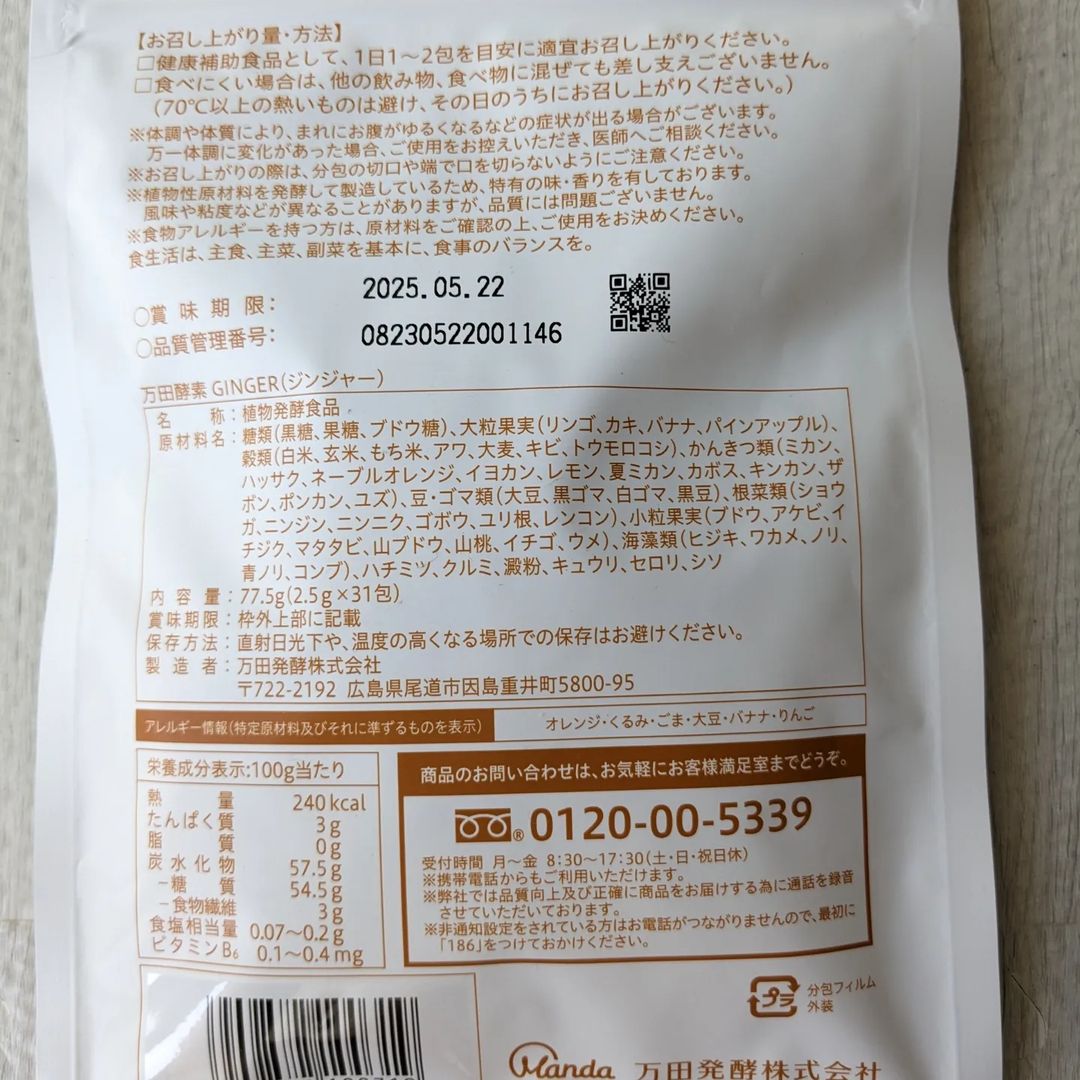 【お召し上がり量・方法】
□健康補助食品として、1日1～2包を目安に適宜お召し上がりください。
□食べにくい場合は、他の飲み物、食べ物に混ぜても差し支えございません。
(70℃以上の熱いものは避け、その日のうちにお召し上がりください。)
※体調や体質により、まれにお腹がゆるくなるなどの症状が出る場合がございます。
万一体調に変化があった場合、ご使用をお控えいただき、医師へご相談ください。
※お召し上がりの際は、分包の切口や端で口を切らないようにご注意ください。
※植物性原材料を発酵して製造しているため、特有の味・香りを有しております。
風味や粘度などが異なることがありますが、品質には問題ございません。
※食物アレルギーを持つ方は、原材料をご確認の上、ご使用をお決めください。
食生活は、主食、主菜、副菜を基本に、食事のバランスを。
○賞味期限: 2025.05.22
○品質管理番号: 08230522001146
万田酵素 GINGER(ジンジャー)
名称:植物発酵食品
原材料名:糖類(黒糖、果糖、ブドウ糖)、大粒果実(リンゴ、カキ、バナナ、パインアップル)、
穀類(白米、玄米、もち米、アワ、大麦、キビ、トウモロコシ)、かんきつ類(ミカン、
ハッサク、ネーブルオレンジ、イヨカン、レモン、夏ミカン、カボス、キンカン、ザ
ボン、ポンカン、ユズ)、豆・ゴマ類(大豆、黒ゴマ、白ゴマ、黒豆)、根菜類(ショウ
ガ、ニンジン、ニンニク、ゴボウ、ユリ根、レンコン)、小粒果実(ブドウ、アケビ、イ
チジク、マタタビ、山ブドウ、山桃、イチゴ、ウメ)、海藻類(ヒジキ、ワカメ、ノリ、
青ノリ、コンブ)、ハチミツ、クルミ、澱粉、キュウリ、セロリ、シソ
内容量:77.5g(2.5g×31包)
賞味期限:枠外上部に記載
保存方法:直射日光下や、温度の高くなる場所での保存はお避けください。
製造者:万田発酵株式会社
〒722-2192 広島県尾道市因島重井町5800-95
アレルギー情報(特定原材料及びそれに準ずるものを表示) オレンジ・くるみ・ごま・大豆・バナナ・りんご
栄養成分表示:100g当たり
熱量 240kcal
たんぱく質 3g
脂質 0g
炭水化物 57.5g
－糖質 54.5g
－食物繊維 3g
食塩相当量 0.07～0.2g
ビタミンB₆ 0.1～0.4mg
商品のお問い合わせは、お気軽にお客様満足室までどうぞ。
® 0120-00-5339
受付時間 月～金 8:30～17:30(土・日・祝日休)
※携帯電話からもご利用いただけます。
※弊社では品質向上及び正確に商品をお届けする為に通話を録音
させていただいております。
※非通知設定をされている方はお電話がつながりませんので、最初に
「186」をつけておかけください。
プラ 分包フィルム
外装
Manda 万田発酵株式会社